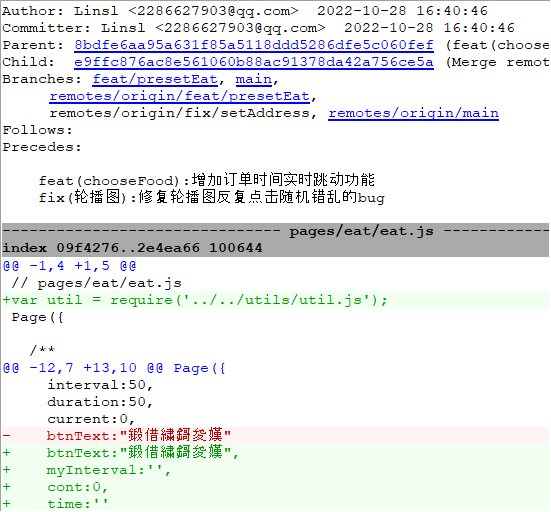 Author: Linsl <2286627903@qq.com>  2022-10-28 16:40:46
Committer: Linsl <2286627903@qq.com>  2022-10-28 16:40:46
Parent: 8bdfe6aa95a631f85a5118ddd5286dfe5c060fef (feat(choose
Child:  e9ffc876ac8e561060b88ac91378da42a756ce5a (Merge remot
Branches: feat/presetEat, main,
remotes/origin/feat/presetEat,
remotes/origin/fix/setAddress, remotes/origin/main
Follows:
Precedes:
feat(chooseFood):增加订单时间实时跳动功能
fix(轮播图):修复轮播图反复点击随机错乱的bug
---------------------------- pages/eat/eat.js -------------
index 09f4276..2e4ea66 100644
@@ -1,4 +1,5 @@
// pages/eat/eat.js
+var util = require('../../utils/util.js');
Page({
/**
@@ -12,7 +13,10 @@ Page({
interval:50,
duration:50,
current:0,
-    btnText:"鍛借繍鎶夋嫨"
+    btnText:"鍛借繍鎶夋嫨",
+    myInterval:'',
+    cont:0,
+    time:''